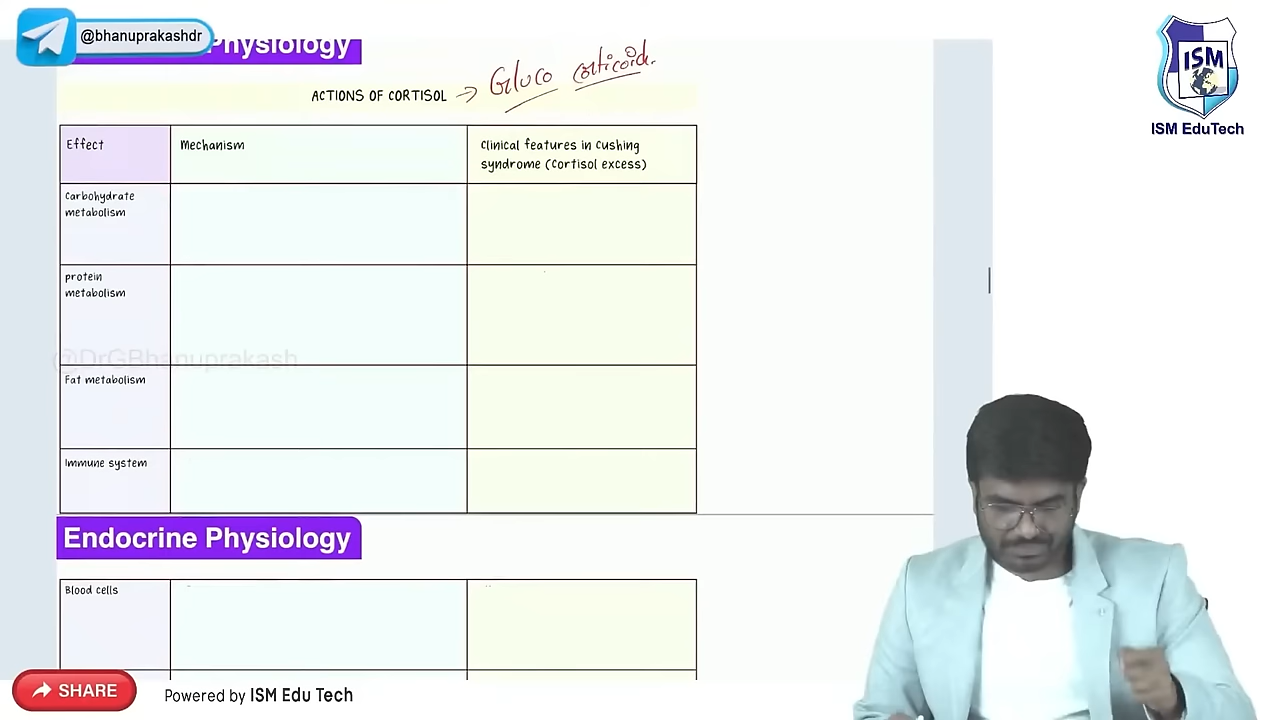 @bhanuprakashdr
Physiology
ISM
ISM EduTech
ACTIONS OF CORTISOL → Gluco corticoid.
Effect
Mechanism
Clinical features in Cushing
syndrome (Cortisol excess)
Carbohydrate
metabolism
protein
metabolism
@DrGBhanuprakash
Fat metabolism
Immune system
Endocrine Physiology
Blood cells
SHARE
Powered by ISM Edu Tech